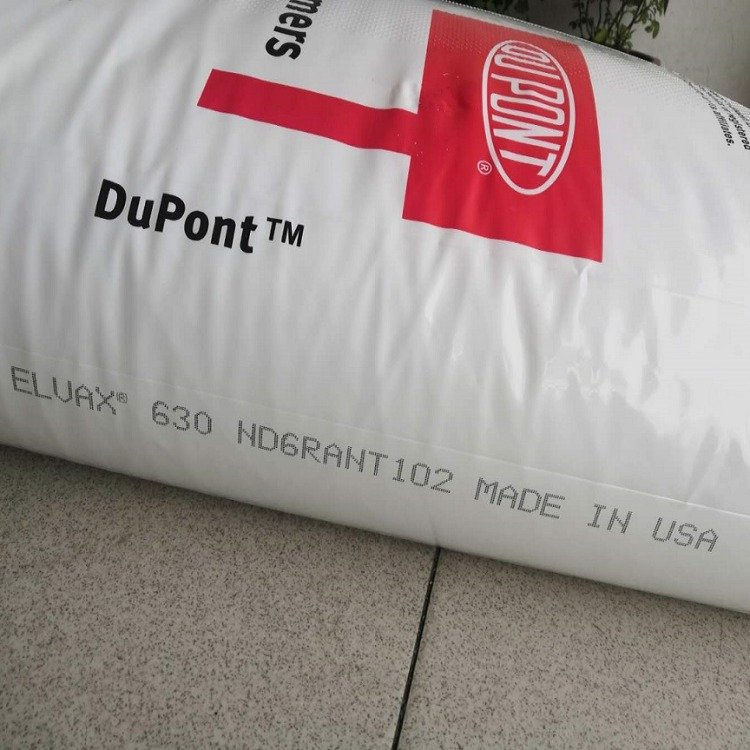 mers
DU PONT®
DuPont™
ELVAX® 630 ND6RANT102 MADE IN USA